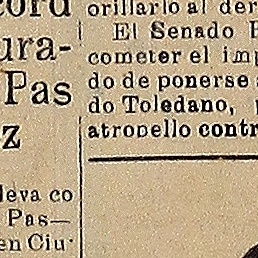 cord
ura-
Pas
z
leva co
Pas—
en Ciu-
orillarlo al der
El Senado
cometer el imp
do de ponerse
do Toledano,
atropello contr